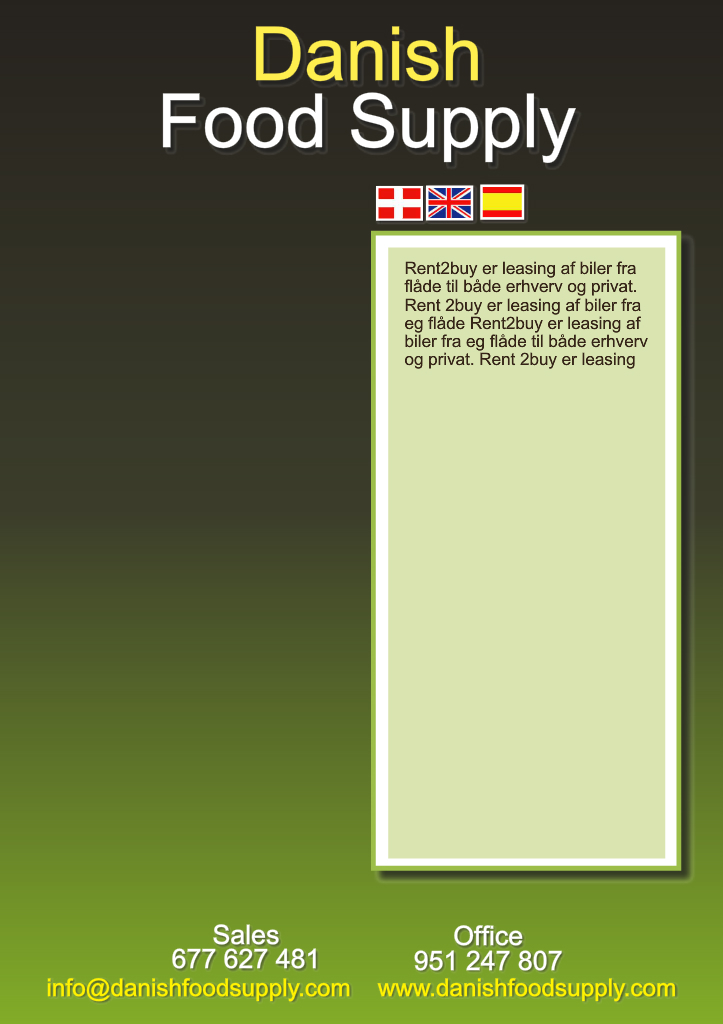 Danish
Food Supply
Rent2buy er leasing af biler fra
flåde til både erhverv og privat.
Rent 2buy er leasing af biler fra
eg flåde Rent2buy er leasing af
biler fra eg flåde til både erhverv
og privat. Rent 2buy er leasing
Sales
677 627 481
info@danishfoodsupply.com
Office
951 247 807
www.danishfoodsupply.com